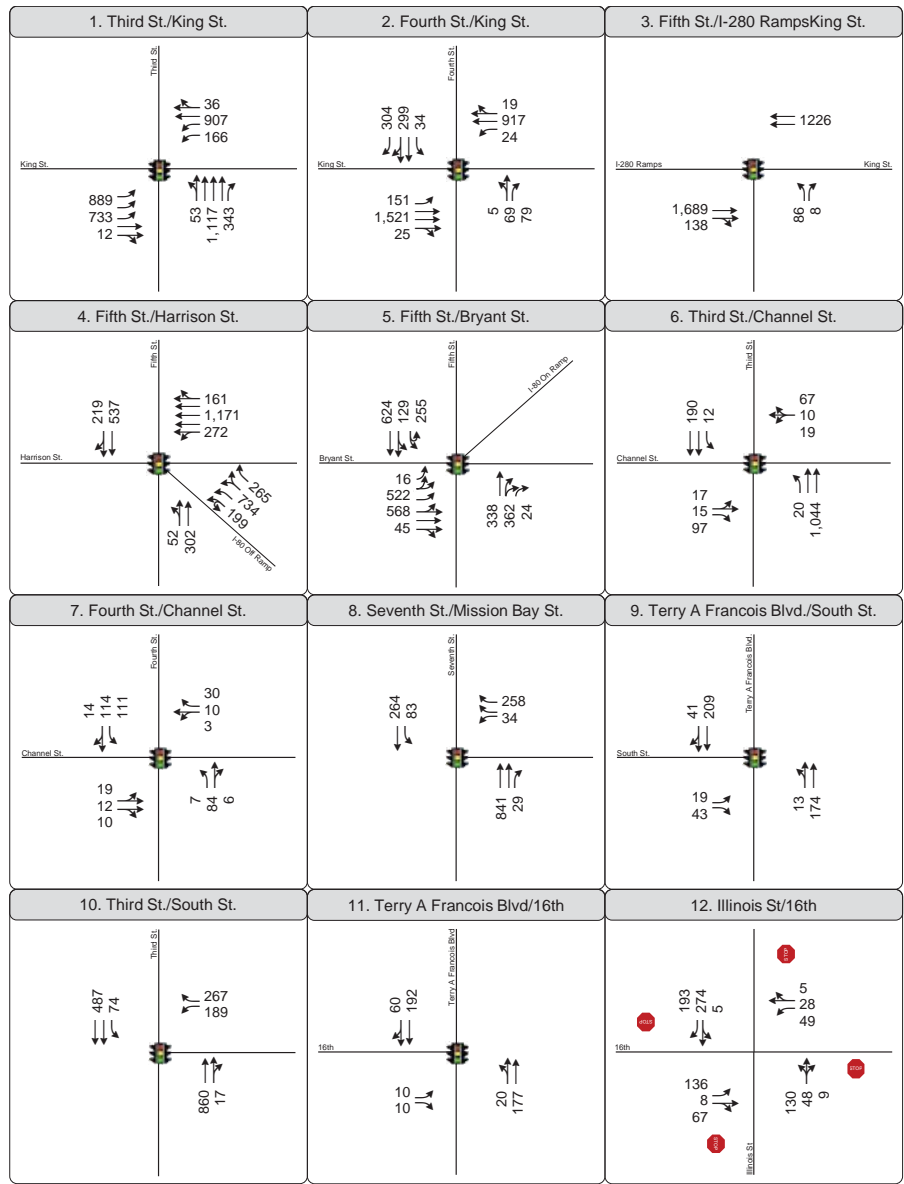 1. Third St./King St.
Third St.
36
907
166
King St.
889
733
12
53
1,117
343
2. Fourth St./King St.
Fourth St.
304
299
34
19
917
24
King St.
151
1,521
25
5
69
79
3. Fifth St./I-280 RampsKing St.
1226
I-280 Ramps
King St.
1,689
138
86
8
4. Fifth St./Harrison St.
Fifth St.
219
537
161
1,171
272
Harrison St.
52
302
265
734
199
I-80 Off Ramp
5. Fifth St./Bryant St.
Fifth St.
I-80 On Ramp
624
129
255
Bryant St.
16
522
568
45
338
362
24
6. Third St./Channel St.
Third St.
190
12
67
10
19
Channel St.
17
15
97
20
1,044
7. Fourth St./Channel St.
Fourth St.
14
114
111
30
10
3
Channel St.
19
12
10
7
84
6
8. Seventh St./Mission Bay St.
Seventh St.
264
83
258
34
841
29
9. Terry A Francois Blvd./South St.
Terry A Francois Blvd.
41
209
South St.
19
43
13
174
10. Third St./South St.
Third St.
487
74
267
189
860
17
11. Terry A Francois Blvd/16th
Terry A Francois Blvd
60
192
16th
10
10
20
177
12. Illinois St/16th
STOP
193
274
5
5
28
49
STOP
16th
STOP
136
8
67
130
48
9
STOP
Illinois St